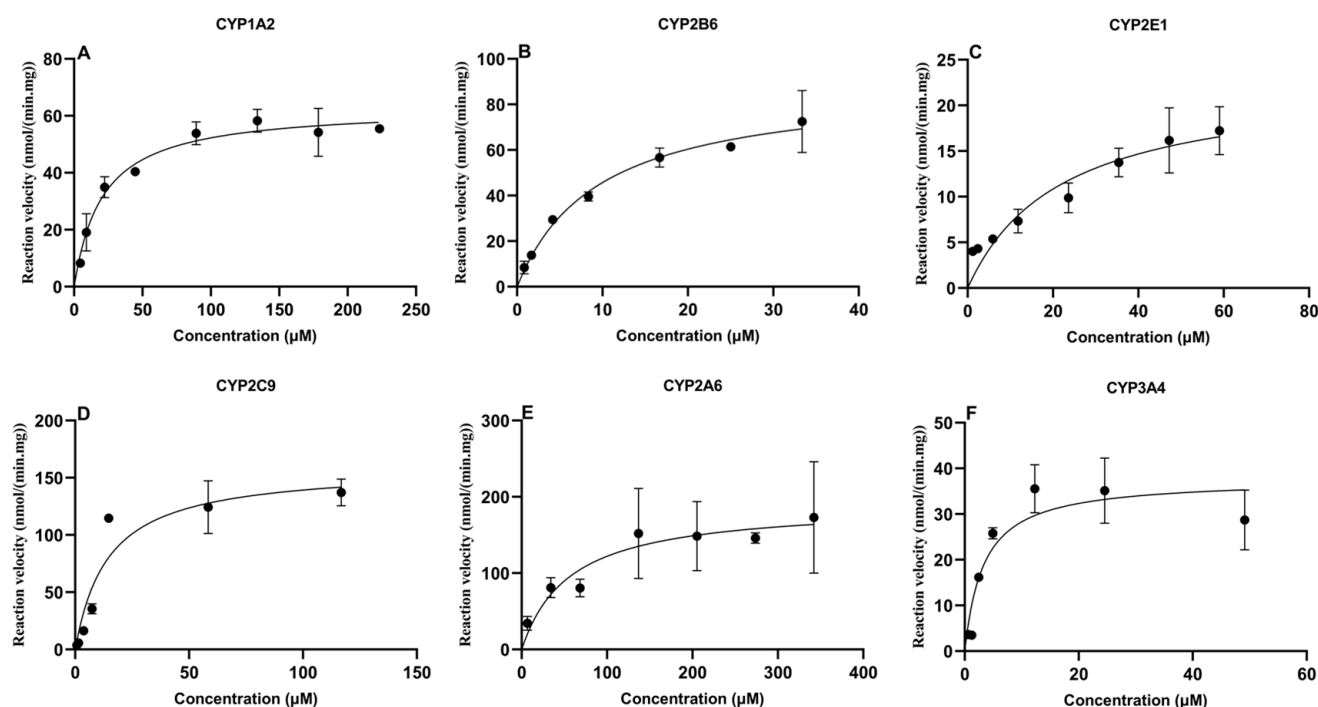 CYP1A2
A
Reaction velocity (nmol/(min.mg))
80
60
40
20
0
0 50 100 150 200 250
Concentration (µM)
CYP2B6
B
Reaction velocity (nmol/(min.mg))
100
80
60
40
20
0
0 10 20 30 40
Concentration (µM)
CYP2E1
C
Reaction velocity (nmol/(min.mg))
25
20
15
10
5
0
0 20 40 60 80
Concentration (µM)
CYP2C9
D
Reaction velocity (nmol/(min.mg))
200
150
100
50
0
0 50 100 150
Concentration (µM)
CYP2A6
E
Reaction velocity (nmol/(min.mg))
300
200
100
0
0 100 200 300 400
Concentration (µM)
CYP3A4
F
Reaction velocity (nmol/(min.mg))
50
40
30
20
10
0
0 20 40 60
Concentration (µM)